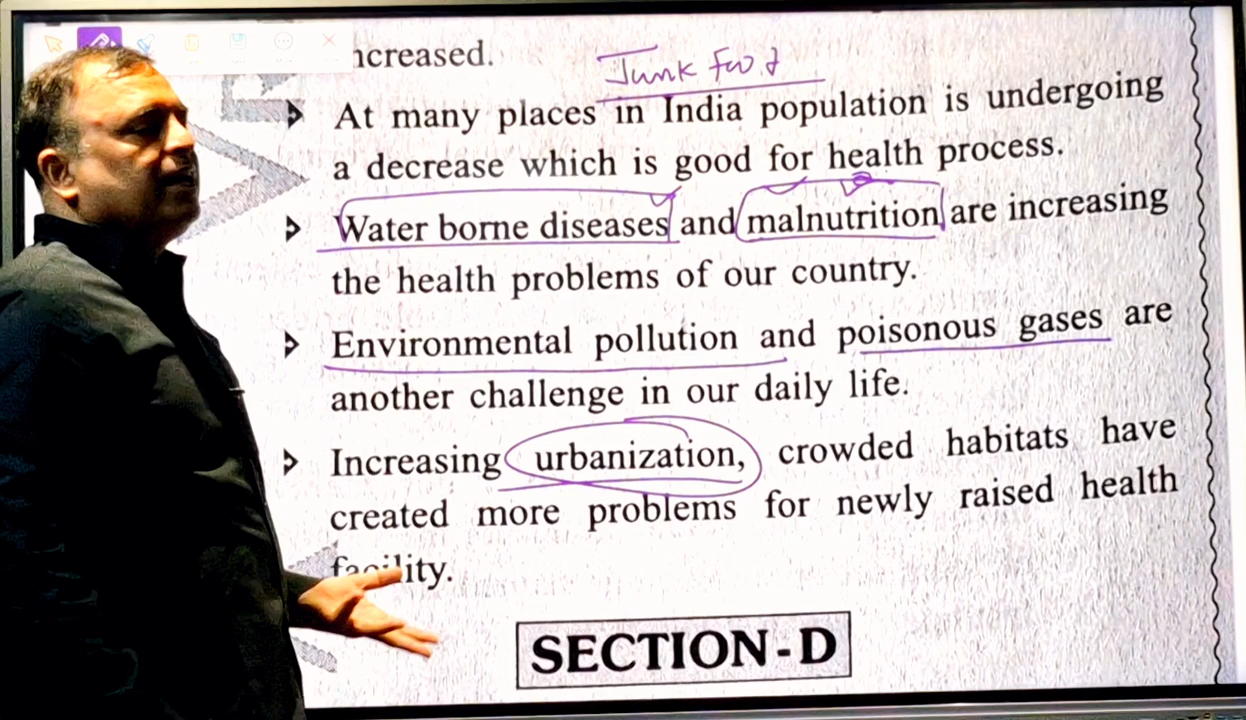 ncreased.
Junk Food
At many places in India population is undergoing
a decrease which is good for health process.
Water borne diseases and malnutrition are increasing
the health problems of our country.
Environmental pollution and poisonous gases are
another challenge in our daily life.
Increasing urbanization, crowded habitats have
created more problems for newly raised health
facility.
SECTION-D